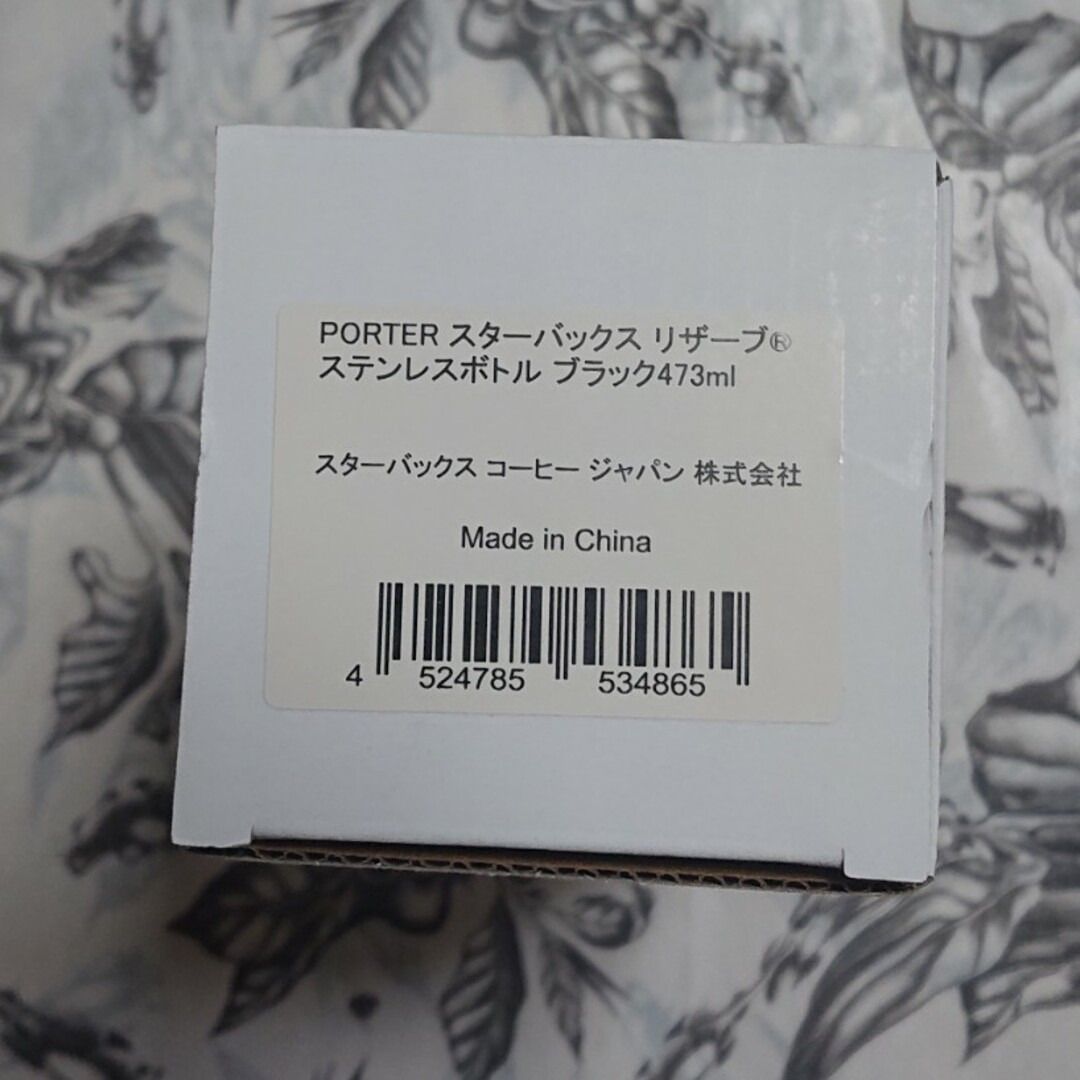 PORTER スターバックス リザーブ®
ステンレスボトル ブラック473ml
スターバックス コーヒー ジャパン 株式会社
Made in China
4 524785 534865